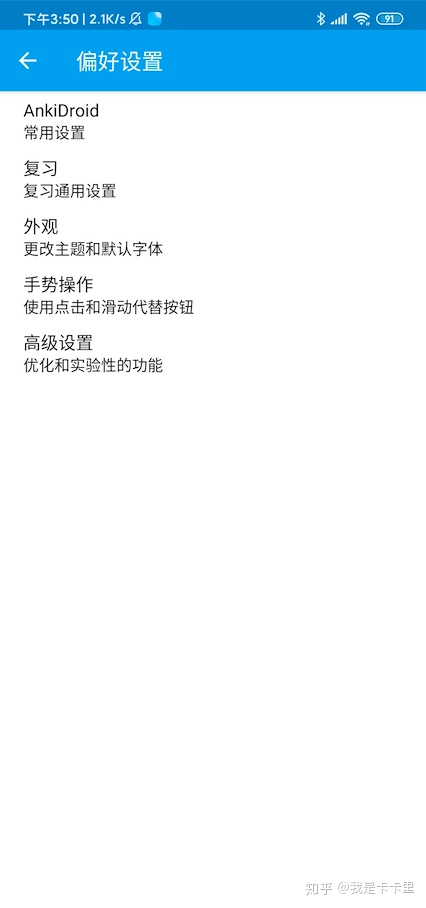 下午3:50 | 2.1K/s
91
偏好设置
AnkiDroid
常用设置
复习
复习通用设置
外观
更改主题和默认字体
手势操作
使用点击和滑动代替按钮
高级设置
优化和实验性的功能
知乎 @我是卡卡里